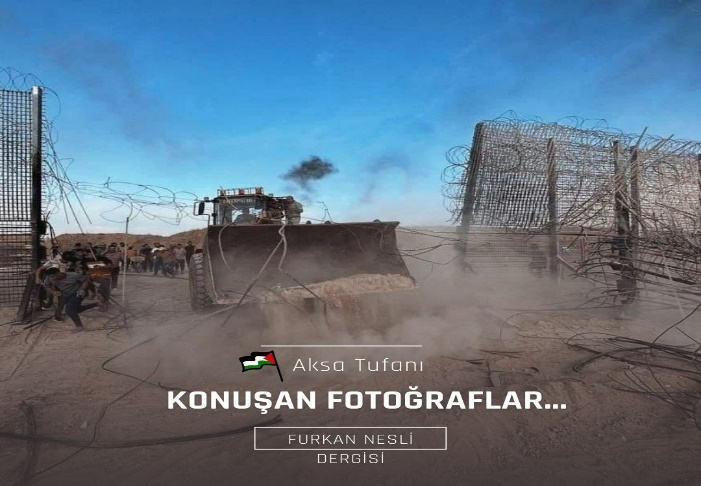 Aksa Tufanı
KONUŞAN FOTOĞRAFLAR...
FURKAN NESLİ
DERGİSİ